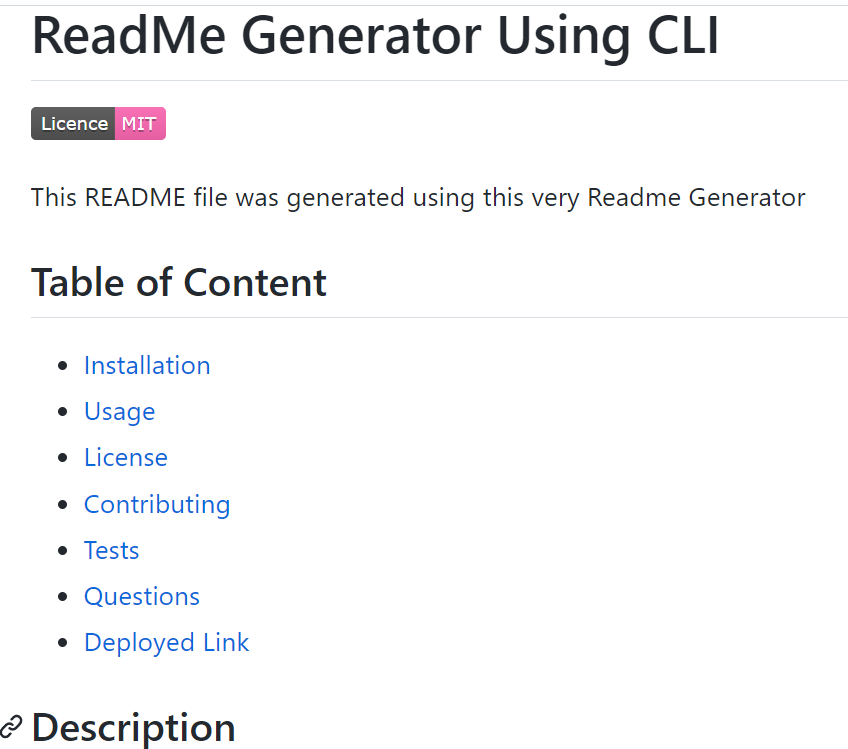 ReadMe Generator Using CLI
Licence MIT
This README file was generated using this very Readme Generator
Table of Content
Installation
Usage
License
Contributing
Tests
Questions
Deployed Link
Description